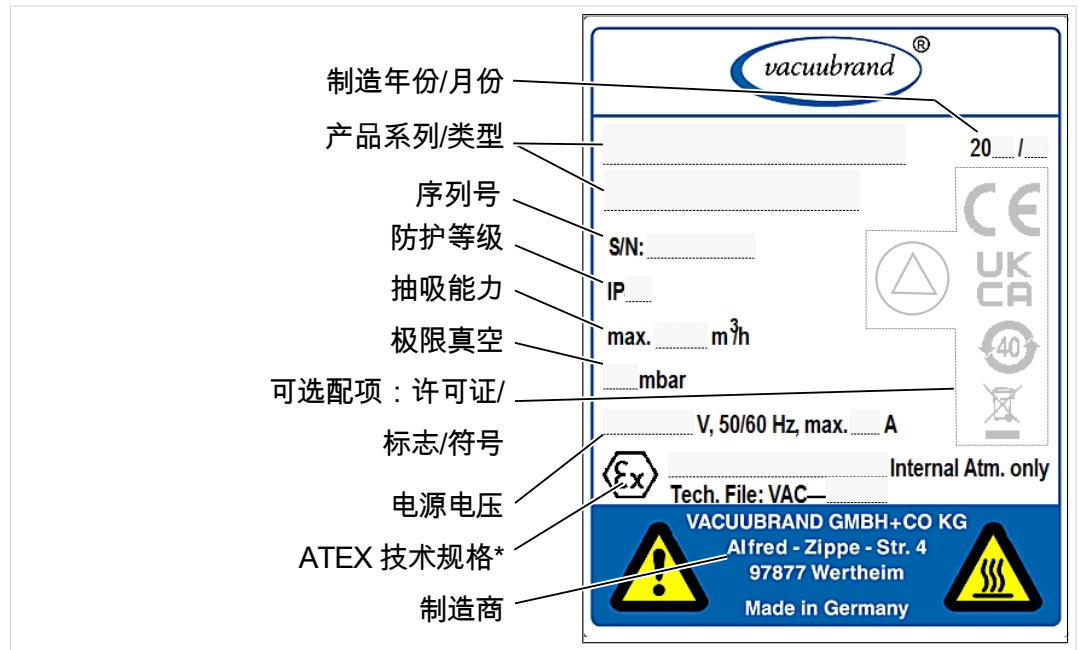 制造年份/月份
产品系列/类型
序列号
防护等级
抽吸能力
极限真空
可选配项：许可证/
标志/符号
电源电压
ATEX 技术规格*
制造商
vacuubrand ®
20 /
CE
UK
CA
S/N:
IP
max. m³/h
40
mbar
V, 50/60 Hz, max. A
Ex Internal Atm. only
Tech. File: VAC—
VACUUBRAND GMBH+CO KG
Alfred - Zippe - Str. 4
97877 Wertheim
Made in Germany